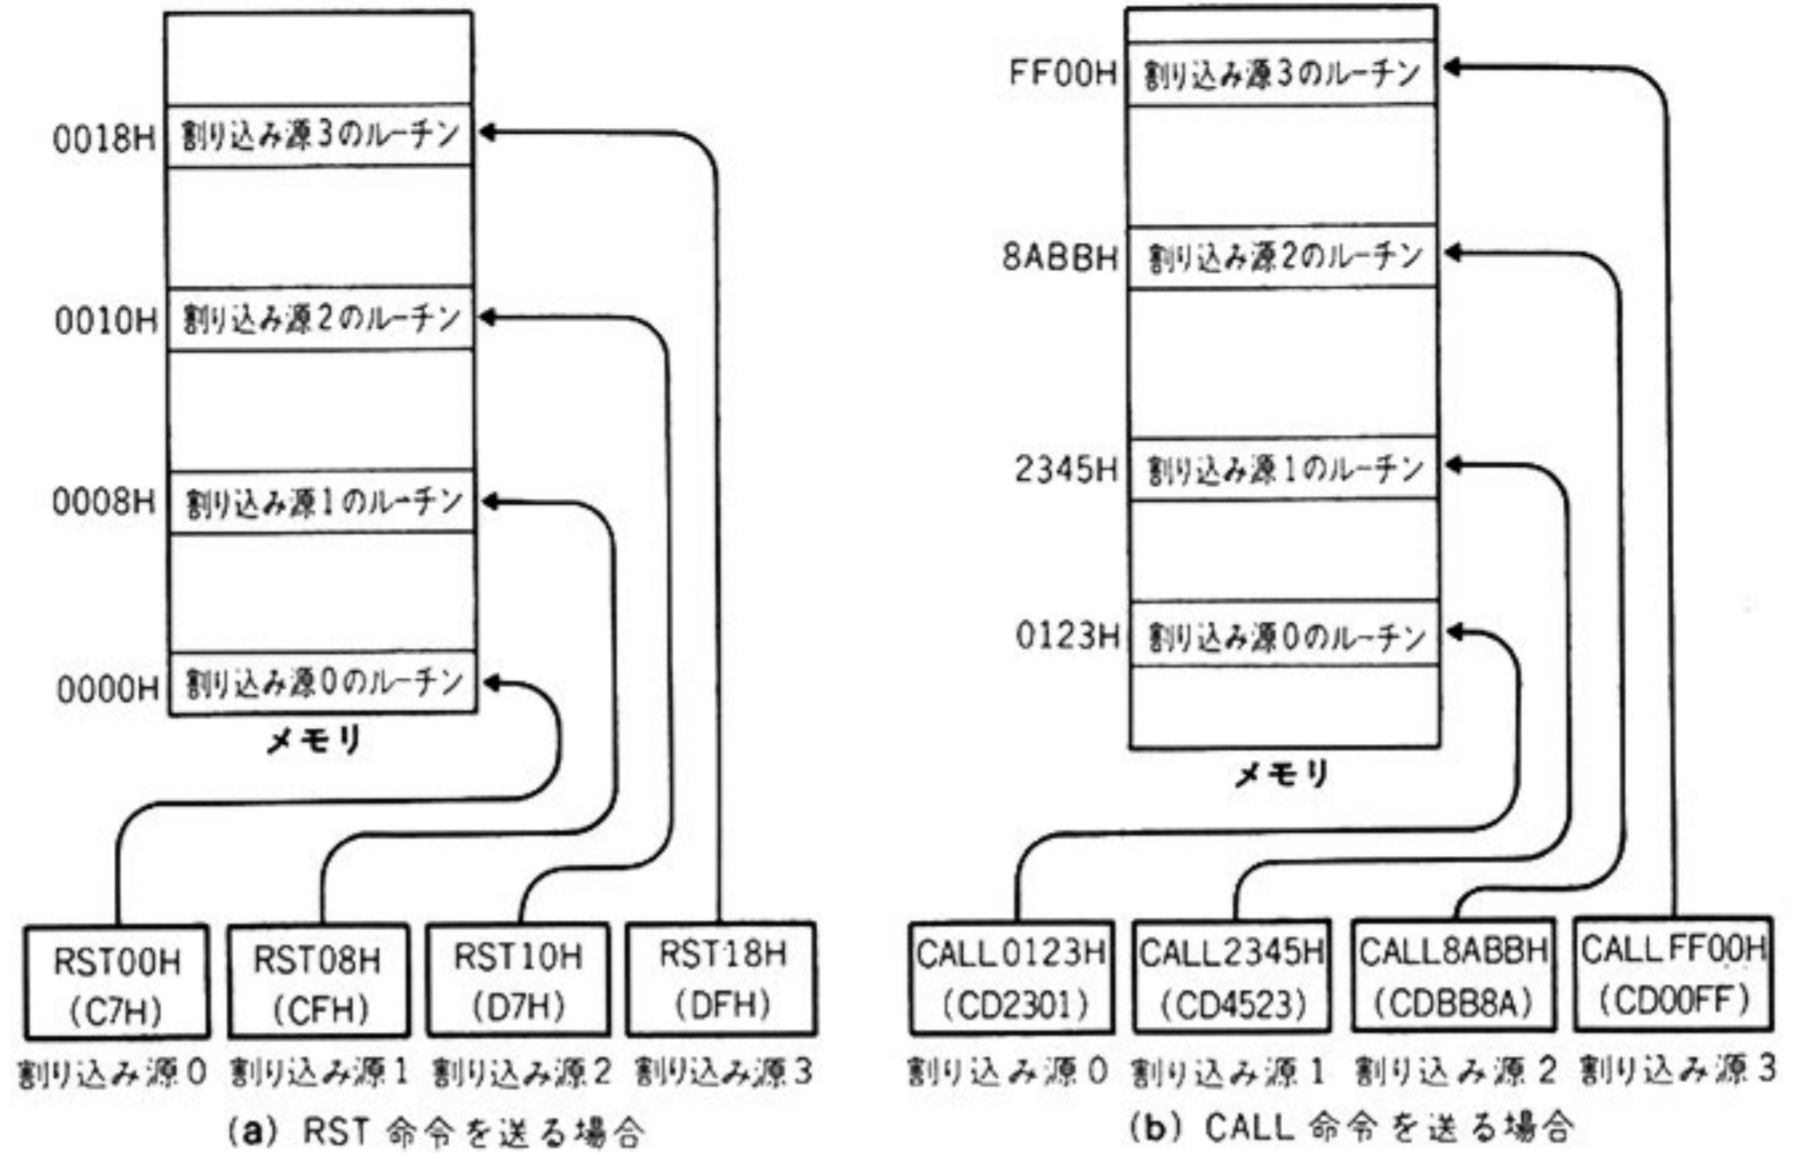 0018H 割り込み源3のルーチン
0010H 割り込み源2のルーチン
0008H 割り込み源1のルーチン
0000H 割り込み源0のルーチン
メモリ
RST00H
(C7H)
割り込み源0
RST08H
(CFH)
割り込み源1
RST10H
(D7H)
割り込み源2
RST18H
(DFH)
割り込み源3
(a) RST 命令を送る場合
FF00H 割り込み源3のルーチン
8ABBH 割り込み源2のルーチン
2345H 割り込み源1のルーチン
0123H 割り込み源0のルーチン
メモリ
CALL0123H
(CD2301)
割り込み源0
CALL2345H
(CD4523)
割り込み源1
CALL8ABBH
(CDBB8A)
割り込み源2
CALLFF00H
(CD00FF)
割り込み源3
(b) CALL 命令を送る場合